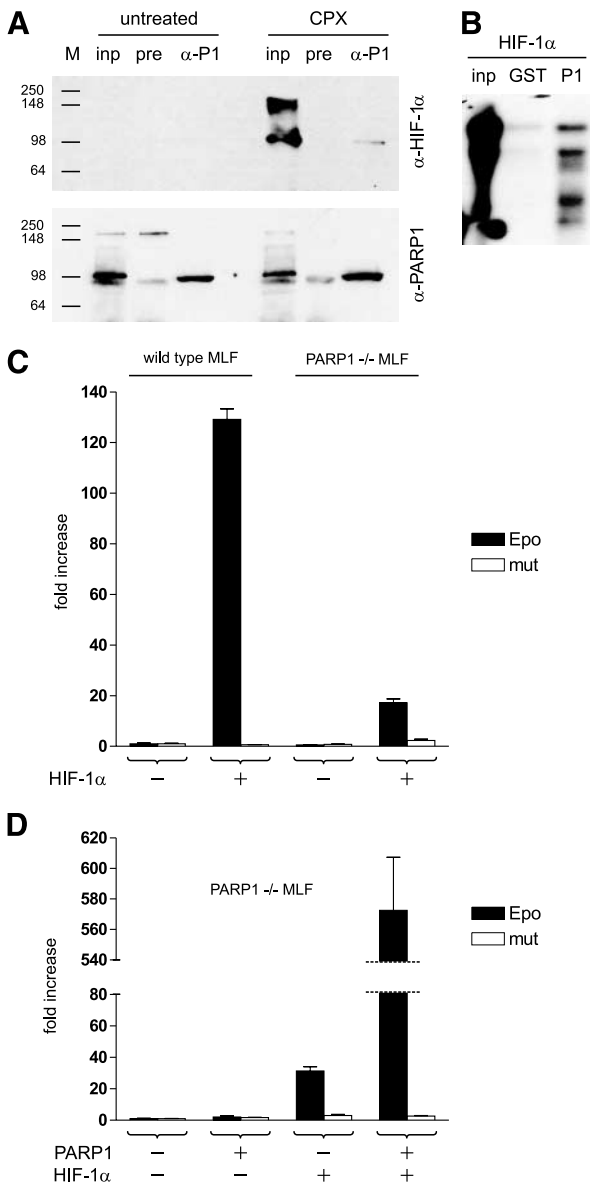 A
untreated
CPX
M inp pre α-P1 inp pre α-P1
250
148
98
64
α-HIF-1α
250
148
98
64
α-PARP1
B
HIF-1α
inp GST P1
C
wild type MLF
PARP1 -/- MLF
140
120
100
80
60
40
20
0
fold increase
Epo
mut
HIF-1α − + − +
D
PARP1 -/- MLF
620
600
580
560
540
80
60
40
20
0
fold increase
Epo
mut
PARP1 − + − +
HIF-1α − − + +